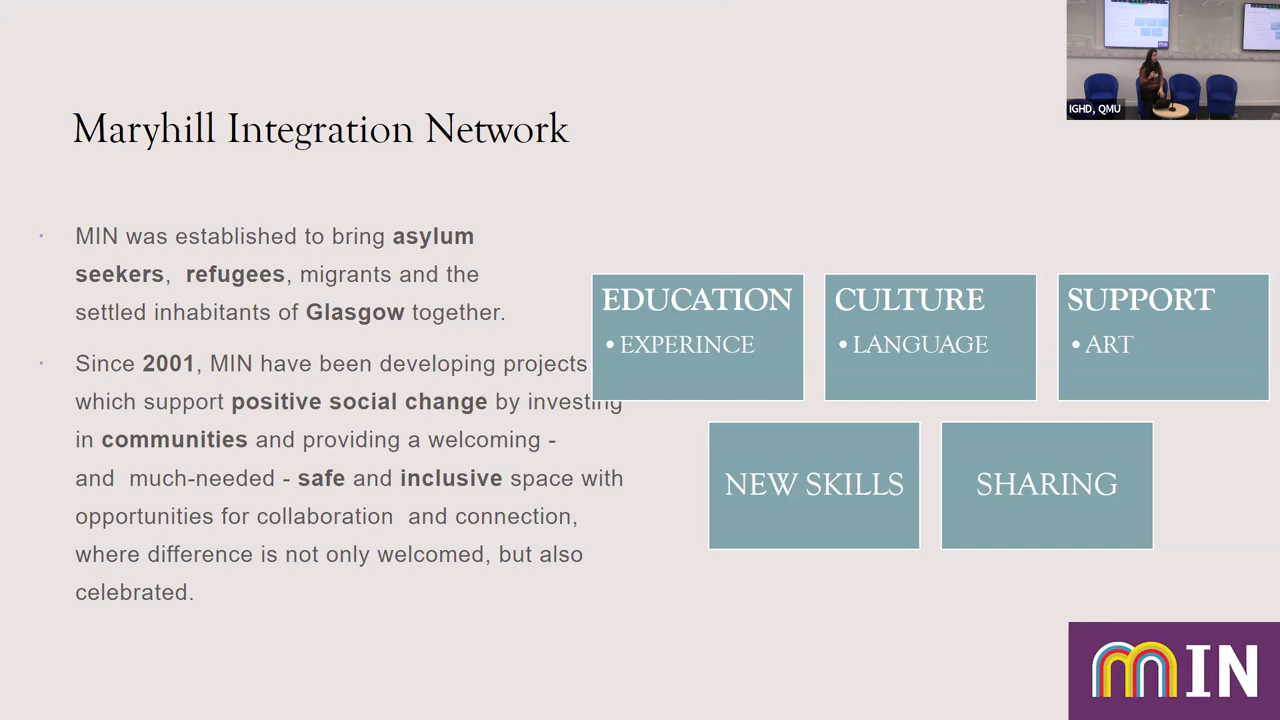 IGHD, QMU
Maryhill Integration Network
MIN was established to bring asylum
seekers, refugees, migrants and the
settled inhabitants of Glasgow together.
Since 2001, MIN have been developing projects
which support positive social change by investing
in communities and providing a welcoming -
and much-needed - safe and inclusive space with
opportunities for collaboration and connection,
where difference is not only welcomed, but also
celebrated.
EDUCATION
• EXPERINCE
CULTURE
• LANGUAGE
SUPPORT
• ART
NEW SKILLS
SHARING
MIN